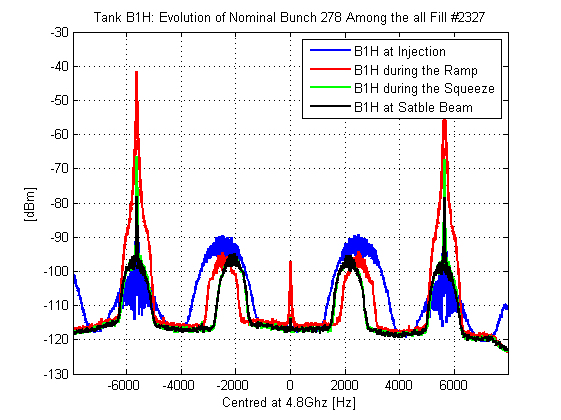 Tank B1H: Evolution of Nominal Bunch 278 Among the all Fill #2327
-30
-40
-50
-60
-70
-80
-90
-100
-110
-120
-130
[dBm]
B1H at Injection
B1H during the Ramp
B1H during the Squeeze
B1H at Satble Beam
-6000 -4000 -2000 0 2000 4000 6000
Centred at 4.8Ghz [Hz]